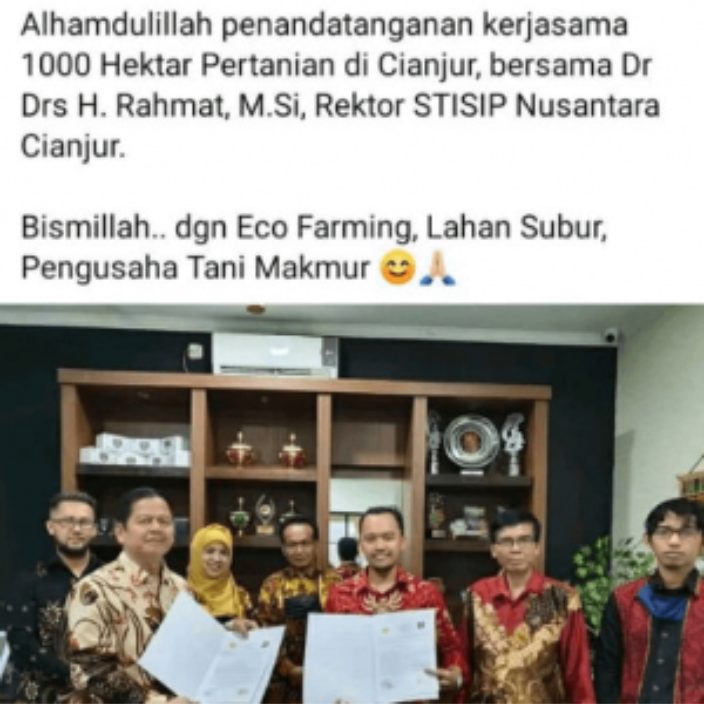 Alhamdulillah penandatanganan kerjasama
1000 Hektar Pertanian di Cianjur, bersama Dr
Drs H. Rahmat, M.Si, Rektor STISIP Nusantara
Cianjur.
Bismillah.. dgn Eco Farming, Lahan Subur,
Pengusaha Tani Makmur 😊🙏🏻